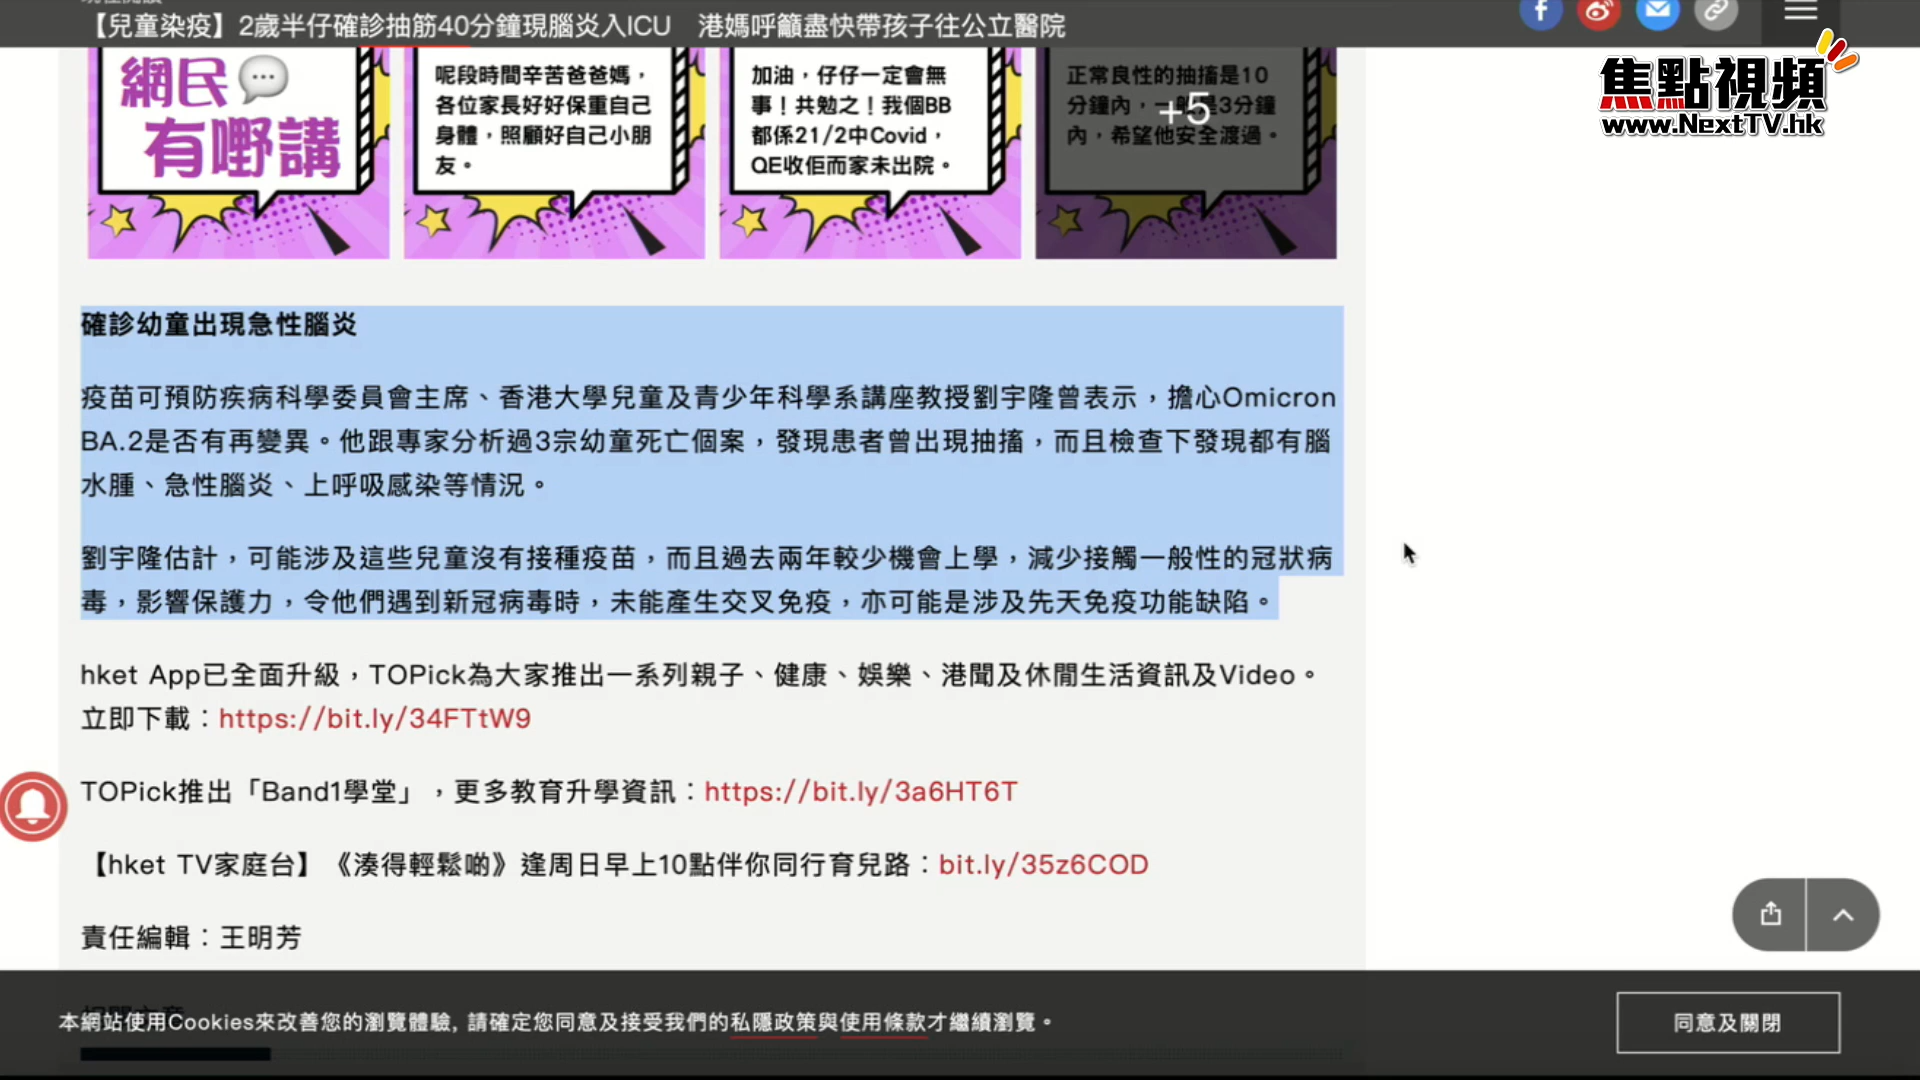 【兒童染疫】2歲半仔確診抽筋40分鐘現腦炎入ICU　港媽呼籲盡快帶孩子往公立醫院
焦點視頻
www.NextTV.hk
網民
有嘢講
呢段時間辛苦爸爸媽，
各位家長好好保重自己
身體，照顧好自己小朋
友。
加油，仔仔一定會無
事！共勉之！我個BB
都係21/2中Covid，
QE收佢而家未出院。
正常良性的抽搐是10
分鐘內，一般是3分鐘
內，希望他安全渡過。
+5
確診幼童出現急性腦炎
疫苗可預防疾病科學委員會主席、香港大學兒童及青少年科學系講座教授劉宇隆曾表示，擔心Omicron
BA.2是否有再變異。他跟專家分析過3宗幼童死亡個案，發現患者曾出現抽搐，而且檢查下發現都有腦
水腫、急性腦炎、上呼吸感染等情況。
劉宇隆估計，可能涉及這些兒童沒有接種疫苗，而且過去兩年較少機會上學，減少接觸一般性的冠狀病
毒，影響保護力，令他們遇到新冠病毒時，未能產生交叉免疫，亦可能是涉及先天免疫功能缺陷。
hket App已全面升級，TOPick為大家推出一系列親子、健康、娛樂、港聞及休閒生活資訊及Video。
立即下載：https://bit.ly/34FTtW9
TOPick推出「Band1學堂」，更多教育升學資訊：https://bit.ly/3a6HT6T
【hket TV家庭台】《湊得輕鬆啲》逢周日早上10點伴你同行育兒路：bit.ly/35z6COD
責任編輯：王明芳
本網站使用Cookies來改善您的瀏覽體驗, 請確定您同意及接受我們的私隱政策與使用條款才繼續瀏覽。
同意及關閉